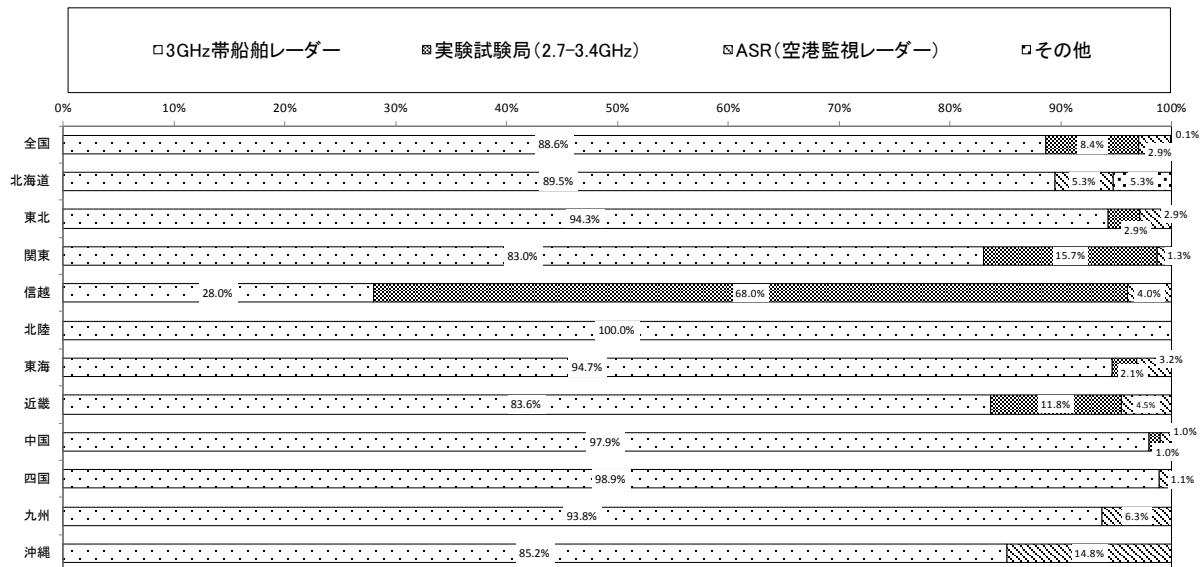 3GHz帯船舶レーダー 実験試験局(2.7-3.4GHz) ASR(空港監視レーダー) その他
0% 10% 20% 30% 40% 50% 60% 70% 80% 90% 100%
全国 88.6% 8.4% 2.9% 0.1%
北海道 89.5% 5.3% 5.3%
東北 94.3% 2.9% 2.9%
関東 83.0% 15.7% 1.3%
信越 28.0% 68.0% 4.0%
北陸 100.0%
東海 94.7% 2.1% 3.2%
近畿 83.6% 11.8% 4.5%
中国 97.9% 1.0% 1.0%
四国 98.9% 1.1%
九州 93.8% 6.3%
沖縄 85.2% 14.8%